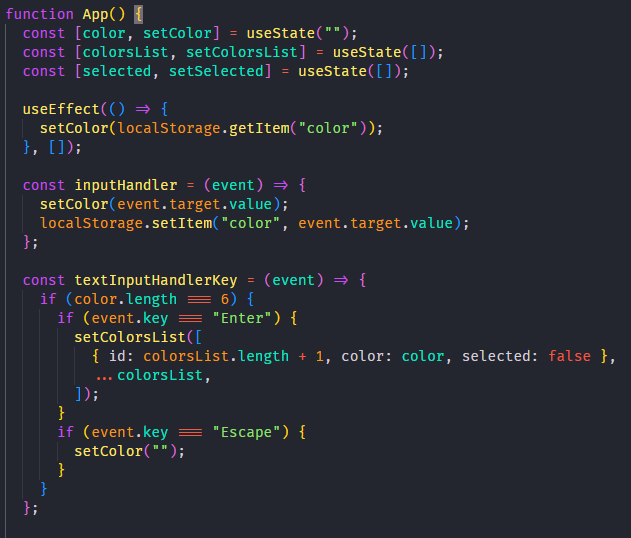 function App() {
const [color, setColor] = useState("");
const [colorsList, setColorsList] = useState([]);
const [selected, setSelected] = useState([]);
useEffect(() => {
setColor(localStorage.getItem("color"));
}, []);
const inputHandler = (event) => {
setColor(event.target.value);
localStorage.setItem("color", event.target.value);
};
const textInputHandlerKey = (event) => {
if (color.length === 6) {
if (event.key === "Enter") {
setColorsList([
{ id: colorsList.length + 1, color: color, selected: false },
...colorsList,
]);
}
if (event.key === "Escape") {
setColor("");
}
}
};